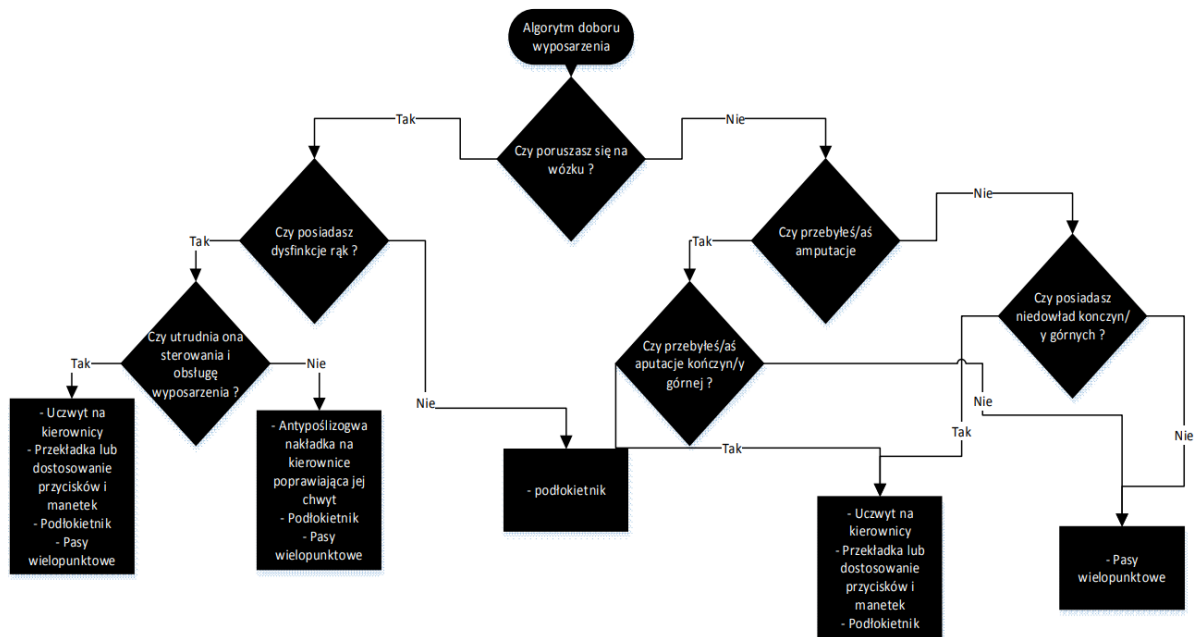 Algorytm doboru
wyposarzenia
Czy poruszasz się na
wózku ?
Tak
Nie
Czy posiadasz
dysfinkcje rąk ?
Czy przebyłeś/aś
amputacje
Tak
Nie
Tak
Nie
Czy utrudnia ona
sterowania i
obsługę
wyposarzenia ?
Czy przebyłeś/aś
aputacje kończyn/y
górnej ?
Czy posiadasz
niedowład konczyn/
y górnych ?
Tak
Nie
Tak
Nie
Tak
Nie
- Uczwyt na
kierownicy
- Przekładka lub
dostosowanie
przycisków i
manetek
- Podłokietnik
- Pasy
wielopunktowe
- Antypoślizogwa
nakładka na
kierownice
poprawiająca jej
chwyt
- Podłokietnik
- Pasy
wielopunktowe
- podłokietnik
- Uczwyt na
kierownicy
- Przekładka lub
dostosowanie
przycisków i
manetek
- Podłokietnik
- Pasy
wielopunktowe